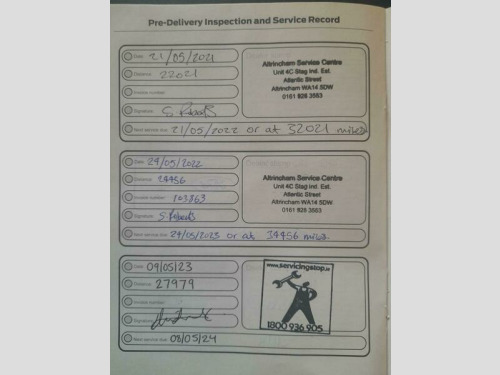 Pre-Delivery Inspection and Service Record
Date 21/05/2021
Distance 22021
Invoice number
Signature S. Roberts
Next service due 21/05/2022 or at 32021 miles
Altrincham Service Centre
Unit 4C Stag Ind. Est.
Atlantic Street
Altrincham WA14 5DW
0161 928 3583
Date 24/05/2022
Distance 24456
Invoice number 103363
Signature S. Roberts
Next service due 24/05/2023 or at 34456 miles
Altrincham Service Centre
Unit 4C Stag Ind. Est.
Atlantic Street
Altrincham WA14 5DW
0161 928 3583
Date 09/05/23
Distance 27979
Invoice number
Signature
Next service due 08/05/24
www.servicingstop.ie
1800 936 905